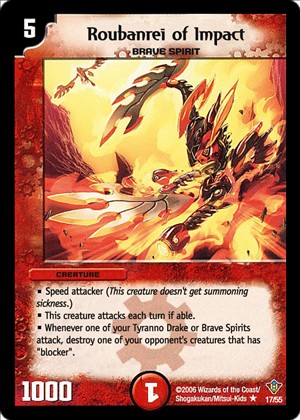 5
Roubanrei of Impact
BRAVE SPIRIT
CREATURE
▪ Speed attacker (This creature doesn't get summoning
sickness.)
▪ This creature attacks each turn if able.
▪ Whenever one of your Tyranno Drake or Brave Spirits
attack, destroy one of your opponent's creatures that has
"blocker".
1000
1
©2006 Wizards of the Coast/
Shogakukan/Mitsui-Kids ★ 17/55